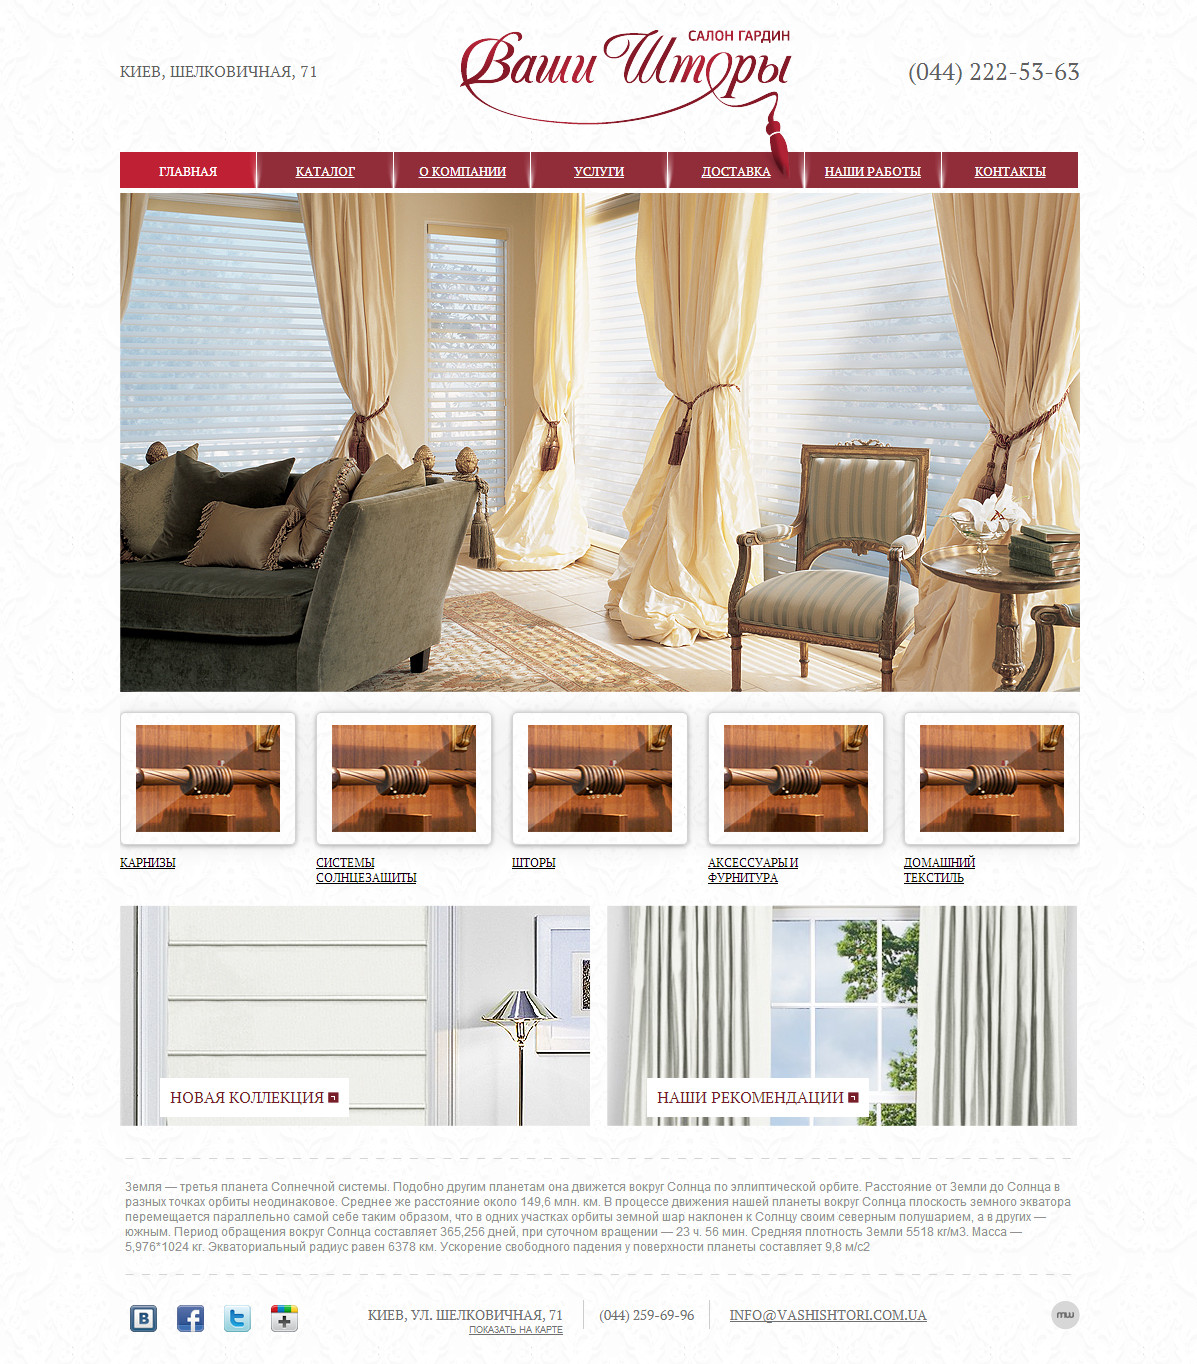 САЛОН ГАРДИН
Ваши Шторы
КИЕВ, ШЕЛКОВИЧНАЯ, 71
(044) 222-53-63
ГЛАВНАЯ
КАТАЛОГ
О КОМПАНИИ
УСЛУГИ
ДОСТАВКА
НАШИ РАБОТЫ
КОНТАКТЫ
КАРНИЗЫ
СИСТЕМЫ
СОЛНЦЕЗАЩИТЫ
ШТОРЫ
АКСЕССУАРЫ И
ФУРНИТУРА
ДОМАШНИЙ
ТЕКСТИЛЬ
НОВАЯ КОЛЛЕКЦИЯ
НАШИ РЕКОМЕНДАЦИИ
Земля — третья планета Солнечной системы. Подобно другим планетам она движется вокруг Солнца по эллиптической орбите. Расстояние от Земли до Солнца в
разных точках орбиты неодинаковое. Среднее же расстояние около 149,6 млн. км. В процессе движения нашей планеты вокруг Солнца плоскость земного экватора
перемещается параллельно самой себе таким образом, что в одних участках орбиты земной шар наклонен к Солнцу своим северным полушарием, а в других —
южным. Период обращения вокруг Солнца составляет 365,256 дней, при суточном вращении — 23 ч. 56 мин. Средняя плотность Земли 5518 кг/м3. Масса —
5,976*1024 кг. Экваториальный радиус равен 6378 км. Ускорение свободного падения у поверхности планеты составляет 9,8 м/с2
КИЕВ, УЛ. ШЕЛКОВИЧНАЯ, 71
ПОКАЗАТЬ НА КАРТЕ
(044) 259-69-96
INFO@VASHISHTORI.COM.UA